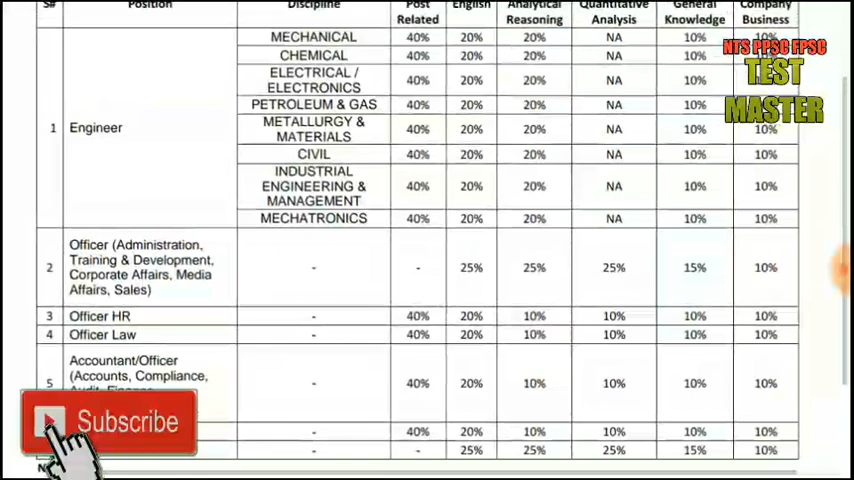 S# Position Discipline Post Related English Analytical Reasoning Quantitative Analysis General Knowledge Company Business
NTS PPSC FPSC
TEST
MASTER
1 Engineer MECHANICAL 40% 20% 20% NA 10%
CHEMICAL 40% 20% 20% NA 10%
ELECTRICAL / ELECTRONICS 40% 20% 20% NA 10%
PETROLEUM & GAS 40% 20% 20% NA 10%
METALLURGY & MATERIALS 40% 20% 20% NA 10% 10%
CIVIL 40% 20% 20% NA 10% 10%
INDUSTRIAL ENGINEERING & MANAGEMENT 40% 20% 20% NA 10% 10%
MECHATRONICS 40% 20% 20% NA 10% 10%
2 Officer (Administration, Training & Development, Corporate Affairs, Media Affairs, Sales) - - 25% 25% 25% 15% 10%
3 Officer HR - 40% 20% 10% 10% 10% 10%
4 Officer Law - 40% 20% 10% 10% 10% 10%
5 Accountant/Officer (Accounts, Compliance, Audit, Finance - 40% 20% 10% 10% 10% 10%
- 40% 20% 10% 10% 10% 10%
- - 25% 25% 25% 15% 10%
Subscribe